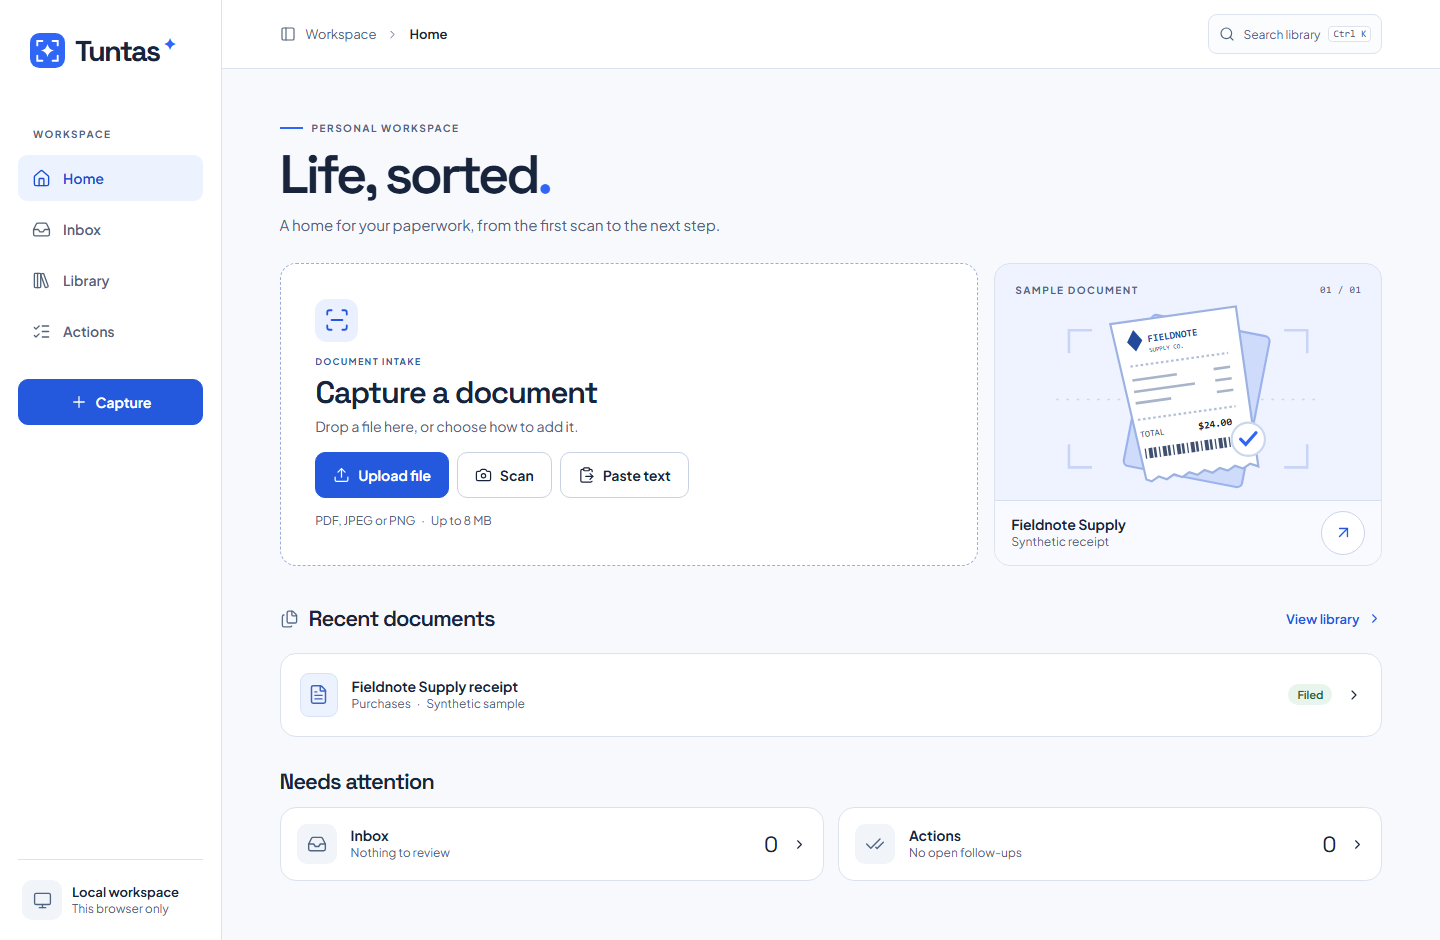 Tuntas
Workspace
Home
Search library
Ctrl K
WORKSPACE
Home
Inbox
Library
Actions
Capture
PERSONAL WORKSPACE
Life, sorted.
A home for your paperwork, from the first scan to the next step.
DOCUMENT INTAKE
Capture a document
Drop a file here, or choose how to add it.
Upload file
Scan
Paste text
PDF, JPEG or PNG · Up to 8 MB
SAMPLE DOCUMENT
01 / 01
FIELDNOTE
SUPPLY CO.
TOTAL
$24.00
Fieldnote Supply
Synthetic receipt
Recent documents
View library
Fieldnote Supply receipt
Purchases · Synthetic sample
Filed
Needs attention
Inbox
Nothing to review
0
Actions
No open follow-ups
0
Local workspace
This browser only